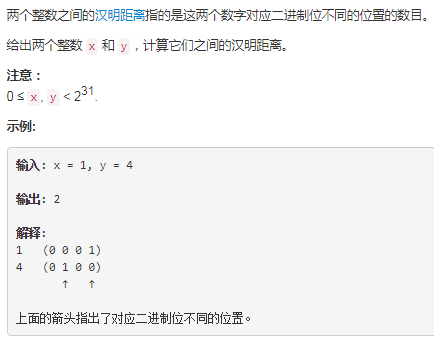 两个整数之间的汉明距离指的是这两个数字对应二进制位不同的位置的数目。
给出两个整数 x 和 y，计算它们之间的汉明距离。
注意：
0 ≤ x, y < 2³¹.
示例:
输入: x = 1, y = 4
输出: 2
解释:
1   (0 0 0 1)
4   (0 1 0 0)
       ↑   ↑
上面的箭头指出了对应二进制位不同的位置。